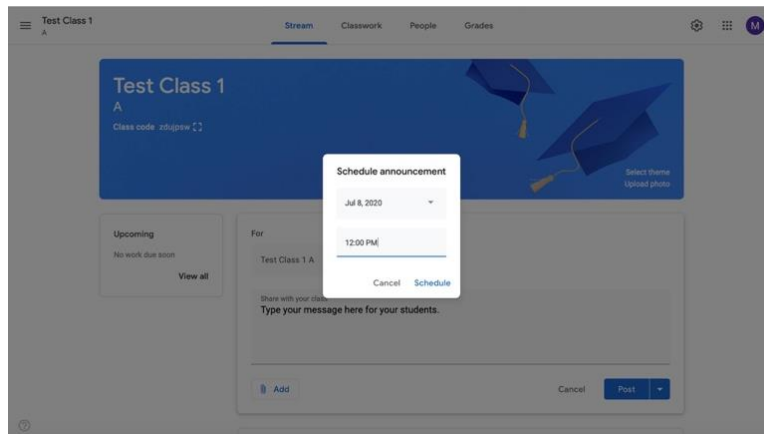 Test Class 1
A
Stream
Classwork
People
Grades
M
Test Class 1
A
Class code zdujpsw
Select theme
Upload photo
Schedule announcement
Jul 8, 2020
12:00 PM
Cancel Schedule
Upcoming
No work due soon
View all
For
Test Class 1 A
Share with your class
Type your message here for your students.
Add
Cancel
Post